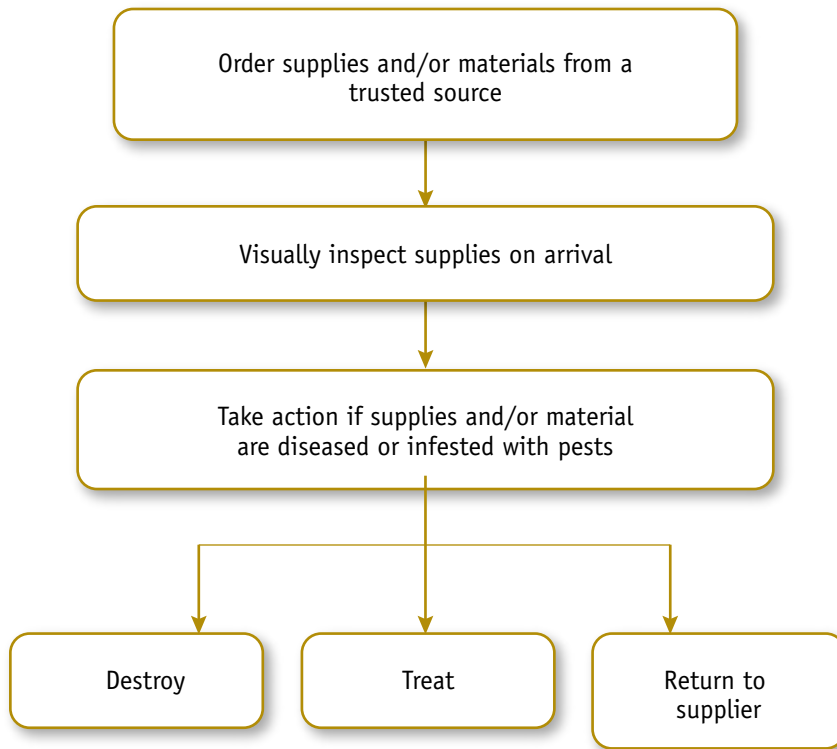 Order supplies and/or materials from a
trusted source
Visually inspect supplies on arrival
Take action if supplies and/or material
are diseased or infested with pests
Destroy
Treat
Return to
supplier